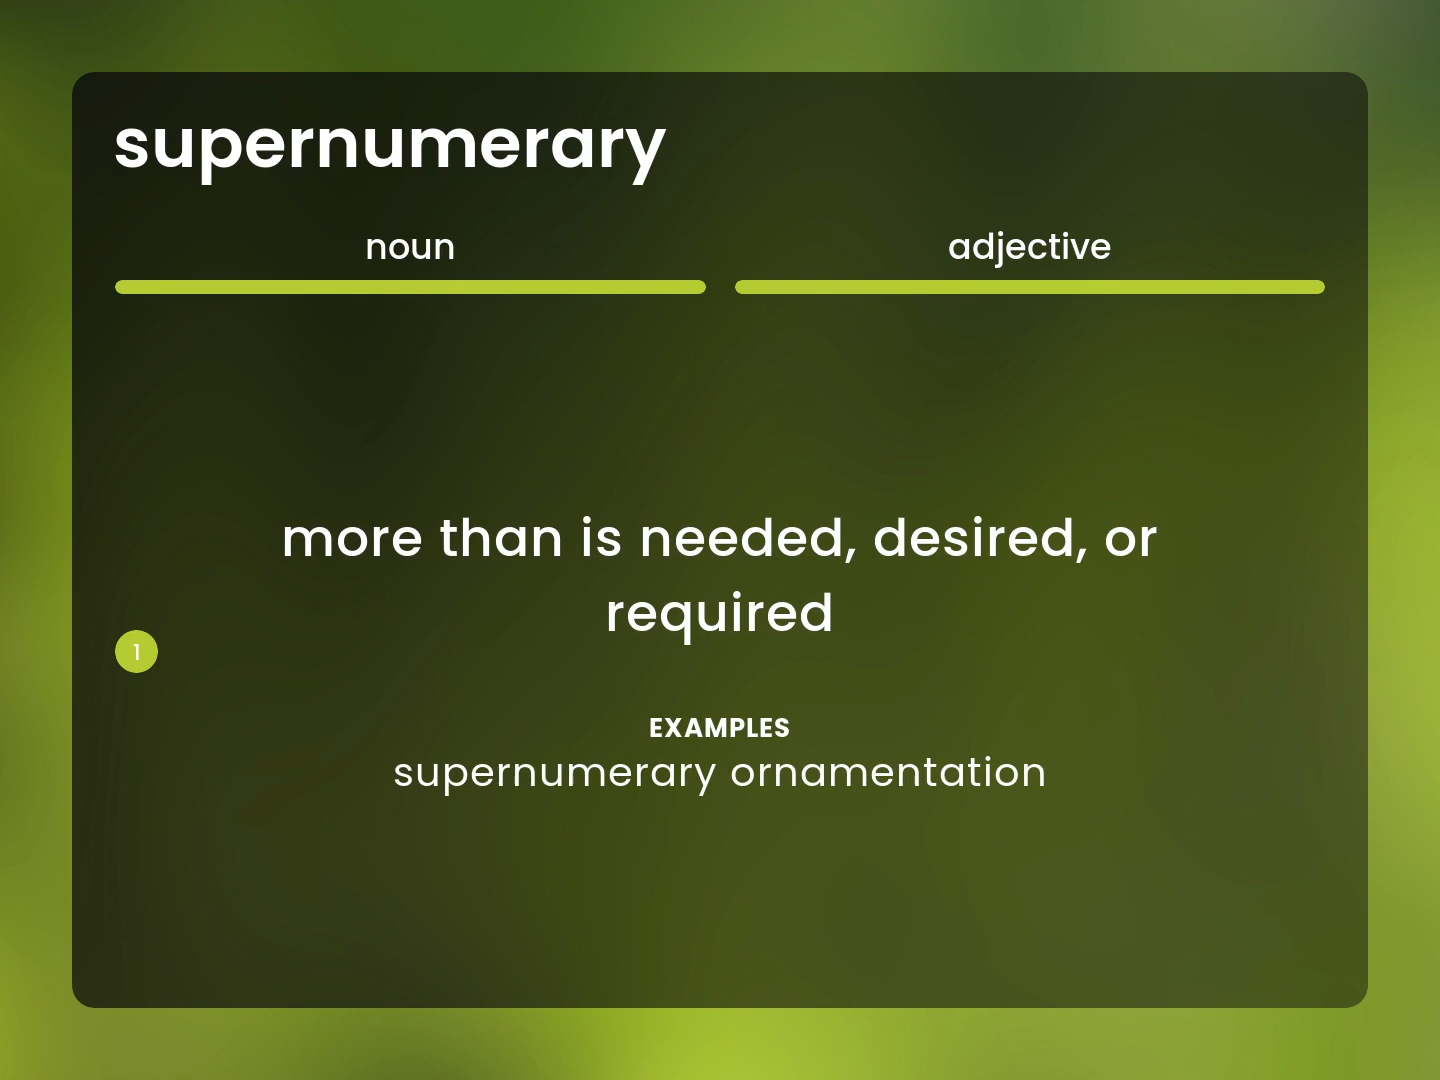 supernumerary
noun
adjective
more than is needed, desired, or
required
1
EXAMPLES
supernumerary ornamentation